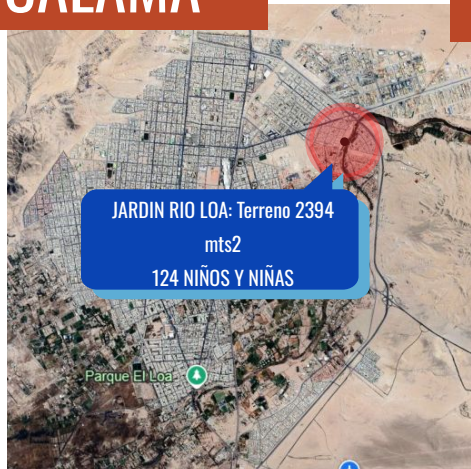 CALAMA
JARDIN RIO LOA: Terreno 2394
mts2
124 NIÑOS Y NIÑAS
Parque El Loa